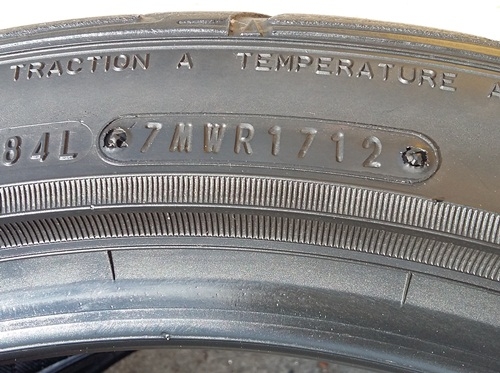 TRACTION A TEMPERATURE A
84L 7MWR1712